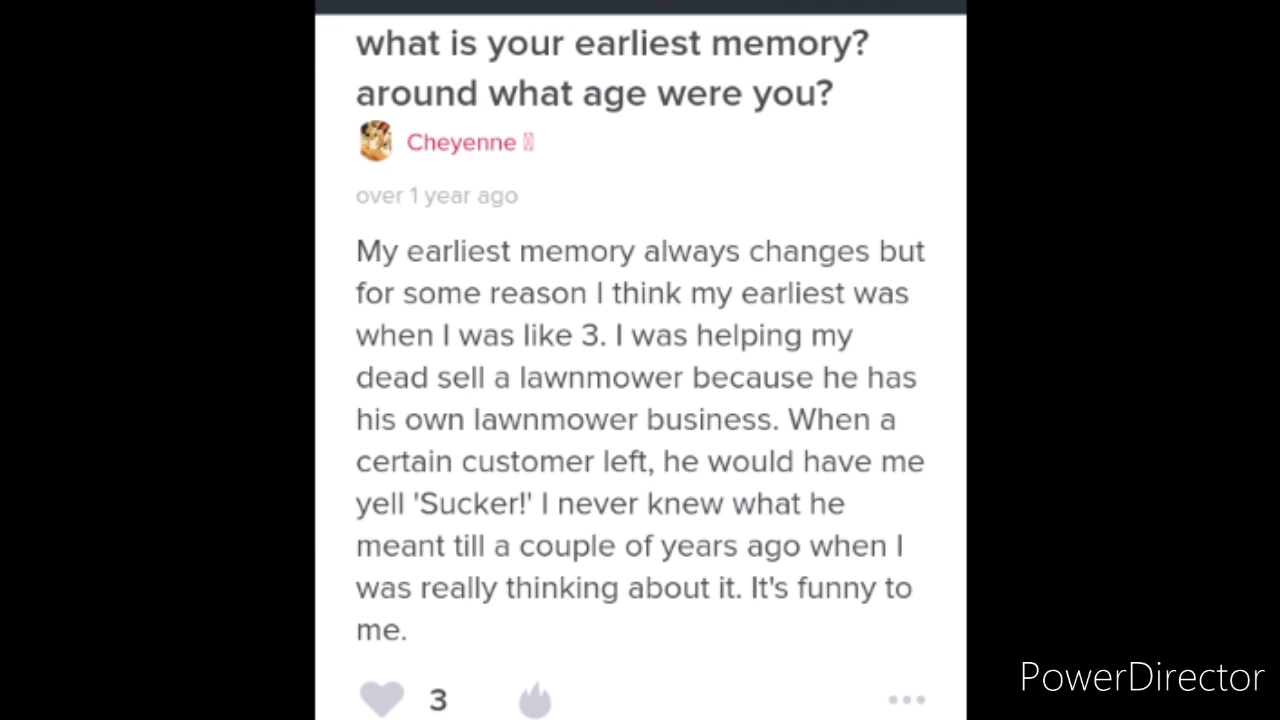 what is your earliest memory?
around what age were you?
Cheyenne
over 1 year ago
My earliest memory always changes but
for some reason I think my earliest was
when I was like 3. I was helping my
dead sell a lawnmower because he has
his own lawnmower business. When a
certain customer left, he would have me
yell 'Sucker!' I never knew what he
meant till a couple of years ago when I
was really thinking about it. It's funny to
me.
3
PowerDirector